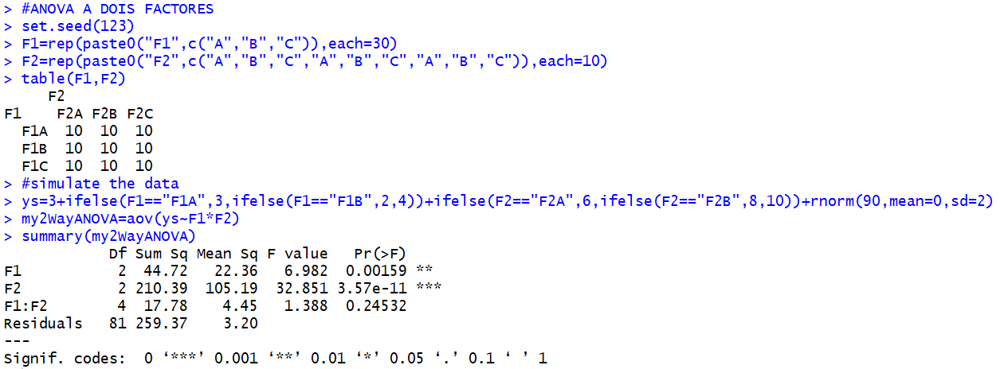 > #ANOVA A DOIS FACTORES
> set.seed(123)
> F1=rep(paste0("F1",c("A","B","C")),each=30)
> F2=rep(paste0("F2",c("A","B","C","A","B","C","A","B","C")),each=10)
> table(F1,F2)
     F2
F1    F2A F2B F2C
  F1A  10  10  10
  F1B  10  10  10
  F1C  10  10  10
> #simulate the data
> ys=3+ifelse(F1=="F1A",3,ifelse(F1=="F1B",2,4))+ifelse(F2=="F2A",6,ifelse(F2=="F2B",8,10))+rnorm(90,mean=0,sd=2)
> my2WayANOVA=aov(ys~F1*F2)
> summary(my2WayANOVA)
            Df Sum Sq Mean Sq F value   Pr(>F)    
F1           2  44.72   22.36   6.982  0.00159 ** 
F2           2 210.39  105.19  32.851 3.57e-11 ***
F1:F2        4  17.78    4.45   1.388  0.24532    
Residuals   81 259.37    3.20                     
---
Signif. codes:  0 ‘***’ 0.001 ‘**’ 0.01 ‘*’ 0.05 ‘.’ 0.1 ‘ ’ 1